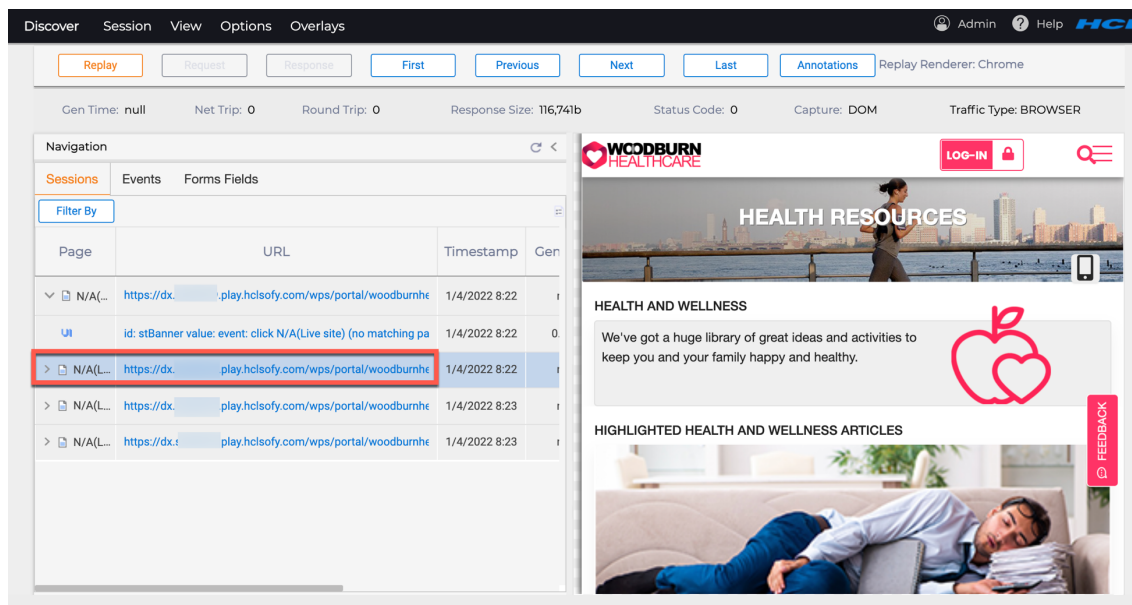 Discover Session View Options Overlays Admin ? Help HCL
Replay Request Response First Previous Next Last Annotations Replay Renderer: Chrome
Gen Time: null Net Trip: 0 Round Trip: 0 Response Size: 116,741b Status Code: 0 Capture: DOM Traffic Type: BROWSER
Navigation
Sessions Events Forms Fields
Filter By
Page URL Timestamp Gen
N/A(... https://dx. .play.hclsofy.com/wps/portal/woodburnhe 1/4/2022 8:22
UI id: stBanner value: event: click N/A(Live site) (no matching pa 1/4/2022 8:22 0.
N/A(L... https://dx. .play.hclsofy.com/wps/portal/woodburnhe 1/4/2022 8:22
N/A(L... https://dx. play.hclsofy.com/wps/portal/woodburnhe 1/4/2022 8:23
N/A(L... https://dx.s play.hclsofy.com/wps/portal/woodburnhe 1/4/2022 8:23
WOODBURN
HEALTHCARE
LOG-IN
HEALTH RESOURCES
HEALTH AND WELLNESS
We've got a huge library of great ideas and activities to
keep you and your family happy and healthy.
HIGHLIGHTED HEALTH AND WELLNESS ARTICLES
FEEDBACK